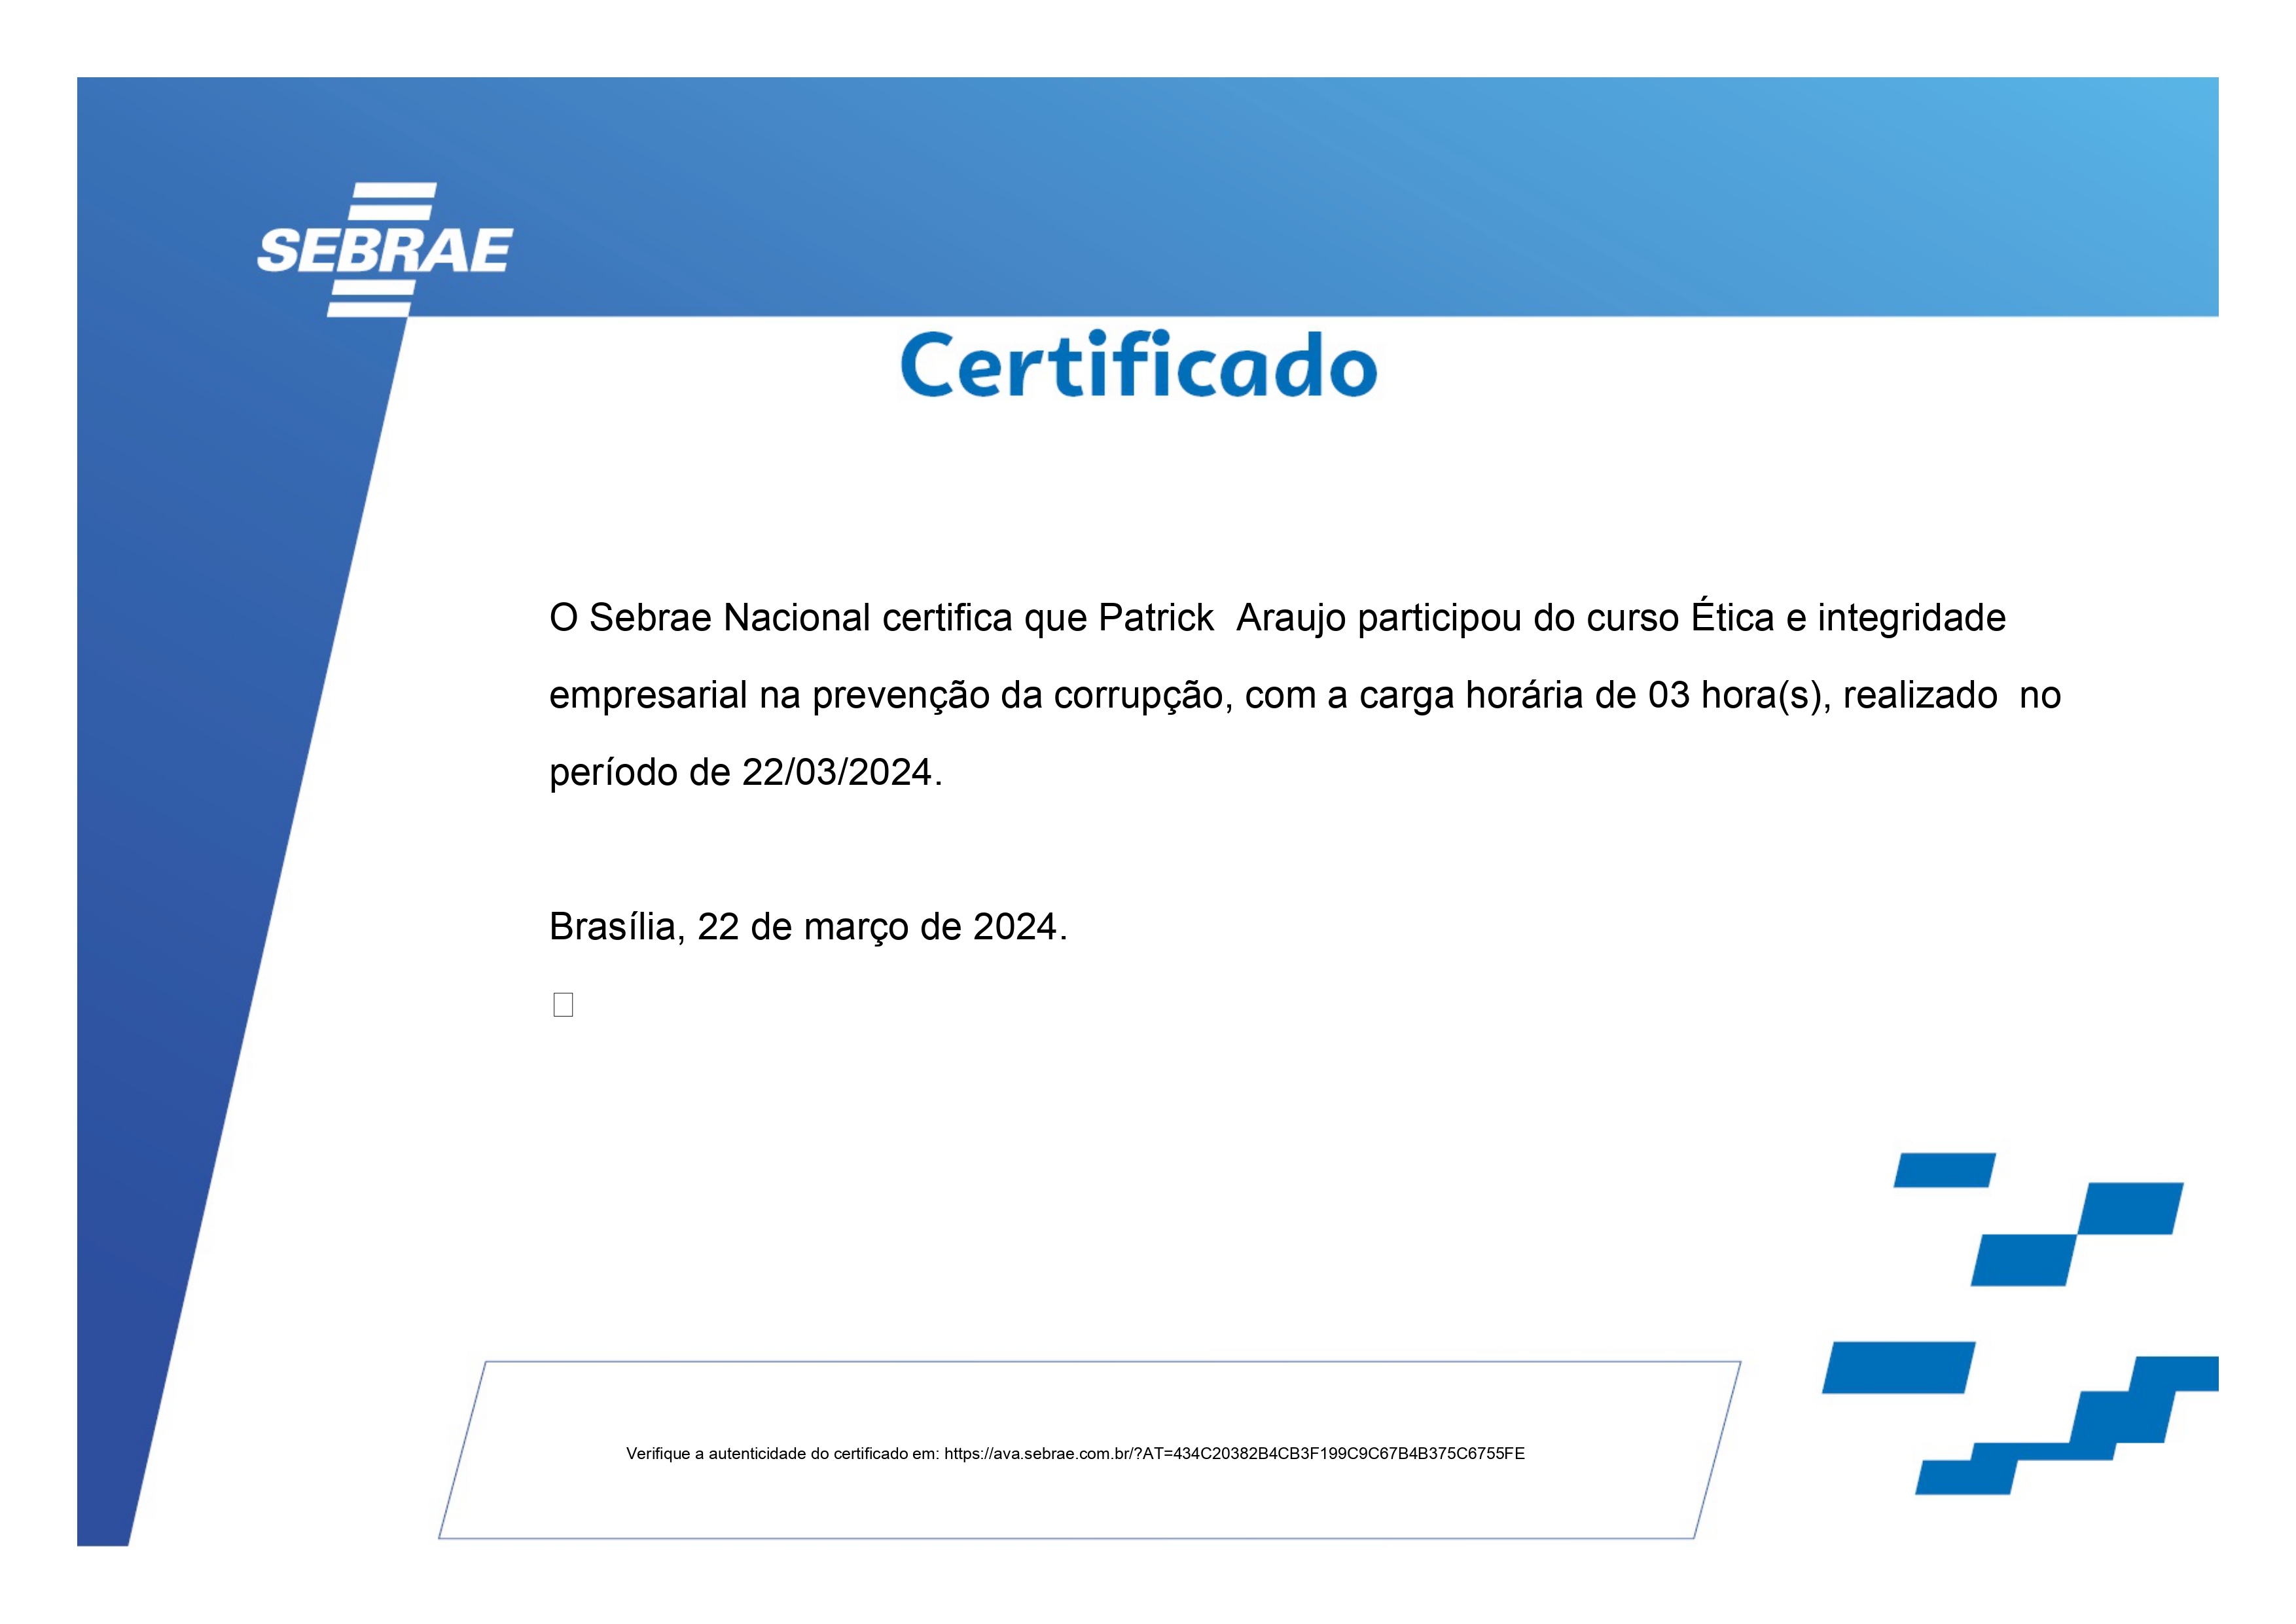 SEBRAE
Certificado
O Sebrae Nacional certifica que Patrick  Araujo participou do curso Ética e integridade
empresarial na prevenção da corrupção, com a carga horária de 03 hora(s), realizado  no
período de 22/03/2024.
Brasília, 22 de março de 2024.
Verifique a autenticidade do certificado em: https://ava.sebrae.com.br/?AT=434C20382B4CB3F199C9C67B4B375C6755FE